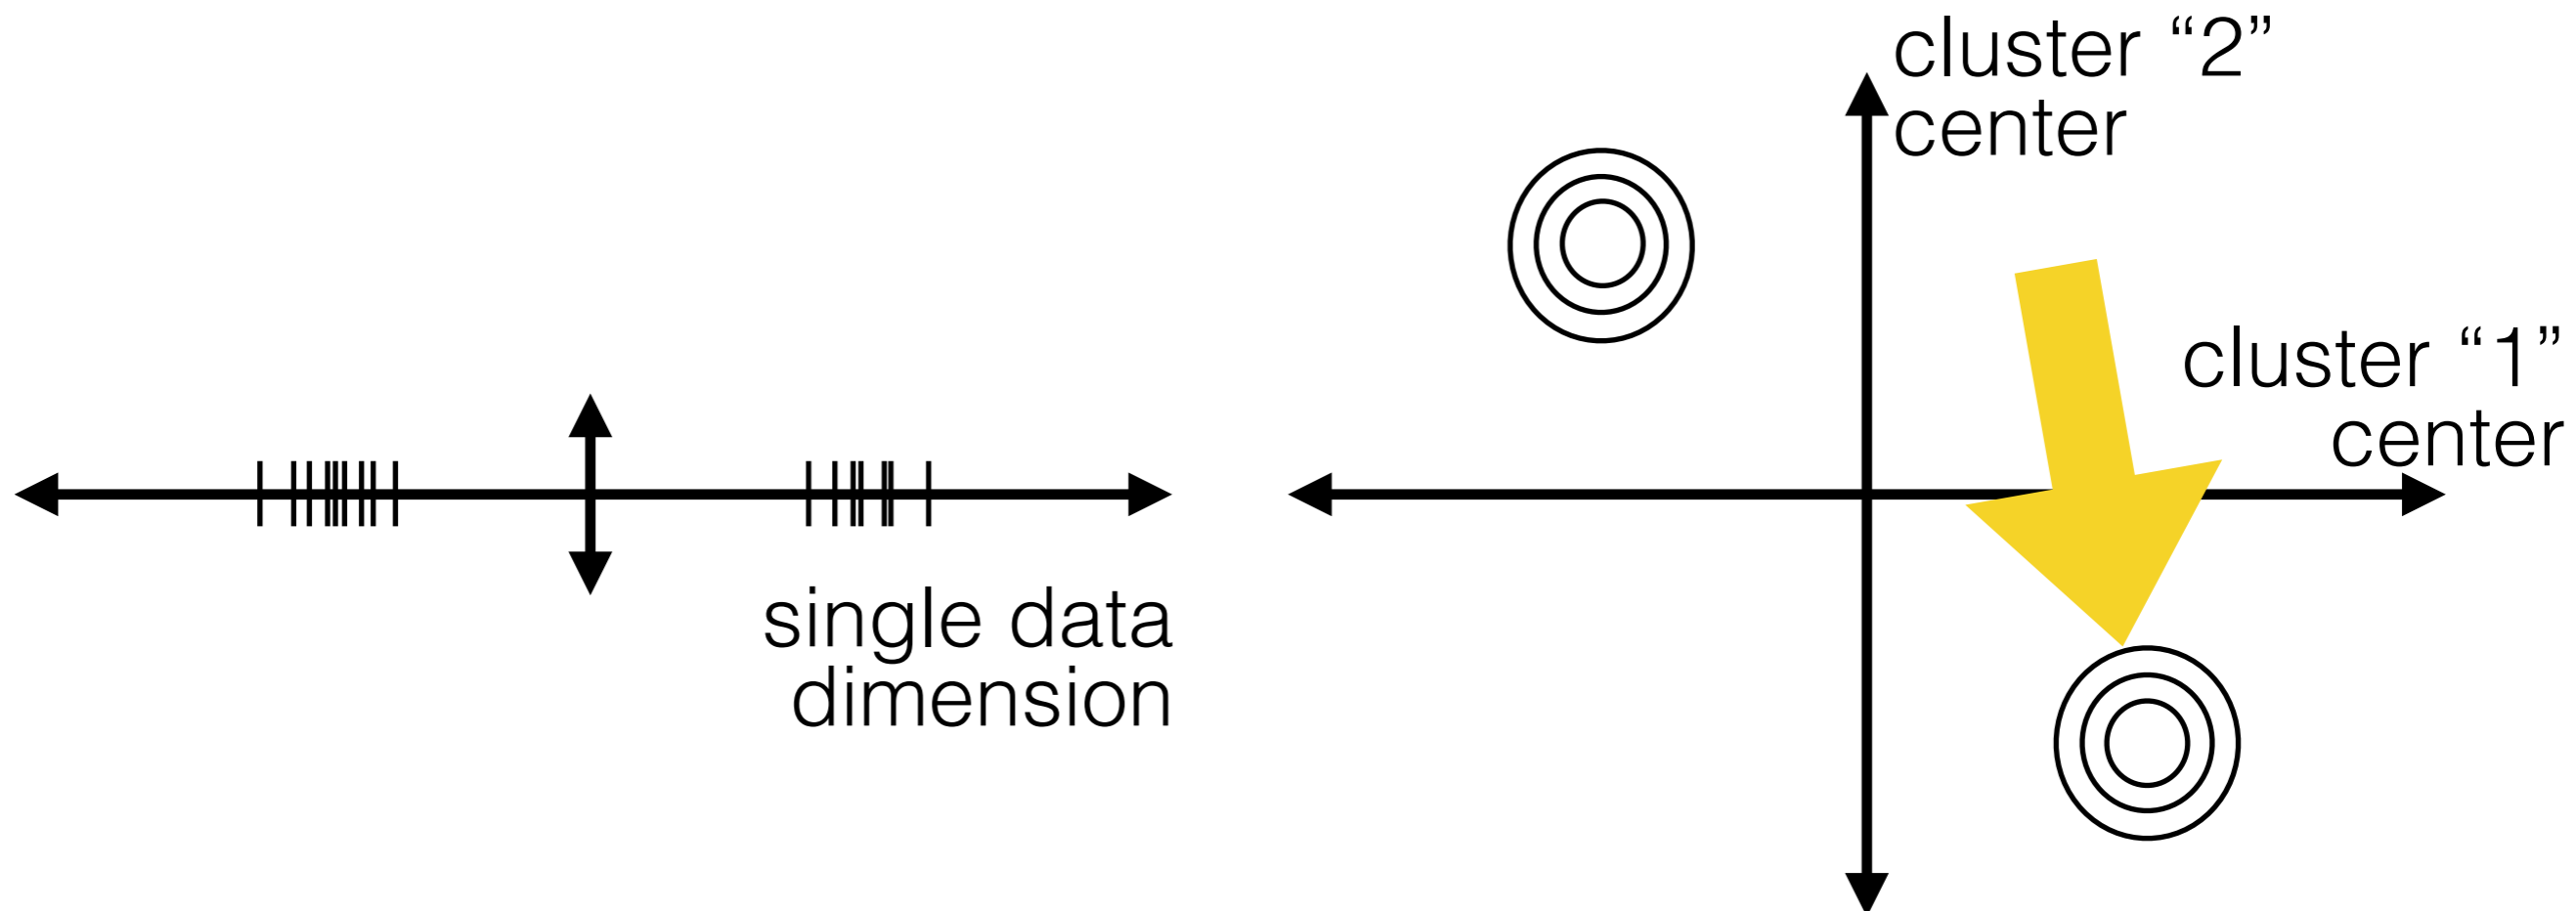 single data
dimension
cluster “2”
center
cluster “1”
center